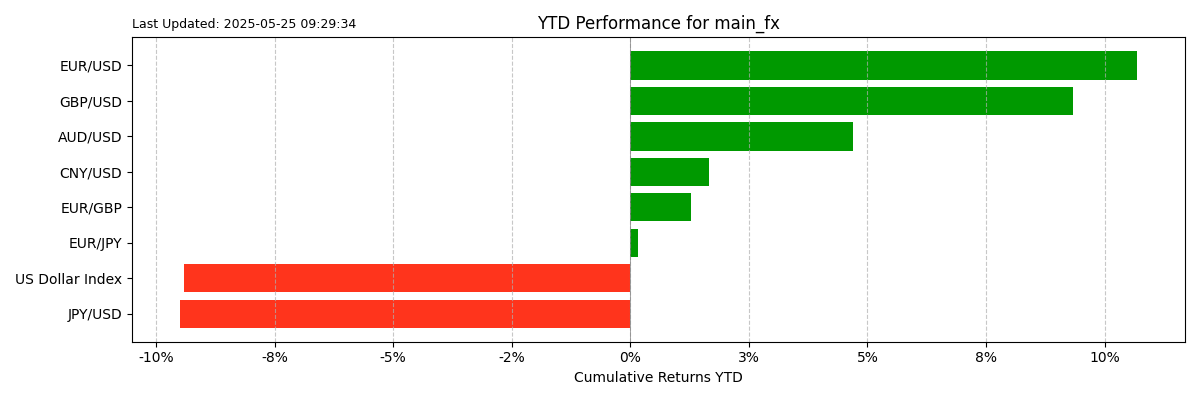 Last Updated: 2025-05-25 09:29:34
YTD Performance for main_fx
EUR/USD
GBP/USD
AUD/USD
CNY/USD
EUR/GBP
EUR/JPY
US Dollar Index
JPY/USD
-10% -8% -5% -2% 0% 3% 5% 8% 10%
Cumulative Returns YTD